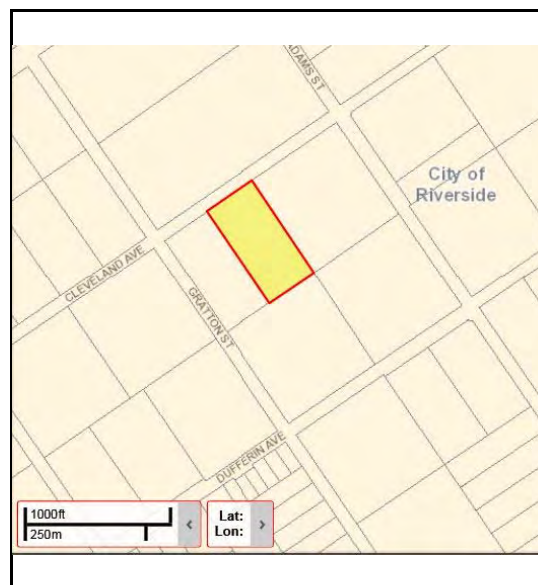 ADAMS ST
City of
Riverside
CLEVELAND AVE
GRATTON ST
DUFFERIN AVE
1000ft
250m
<
Lat:
Lon:
>